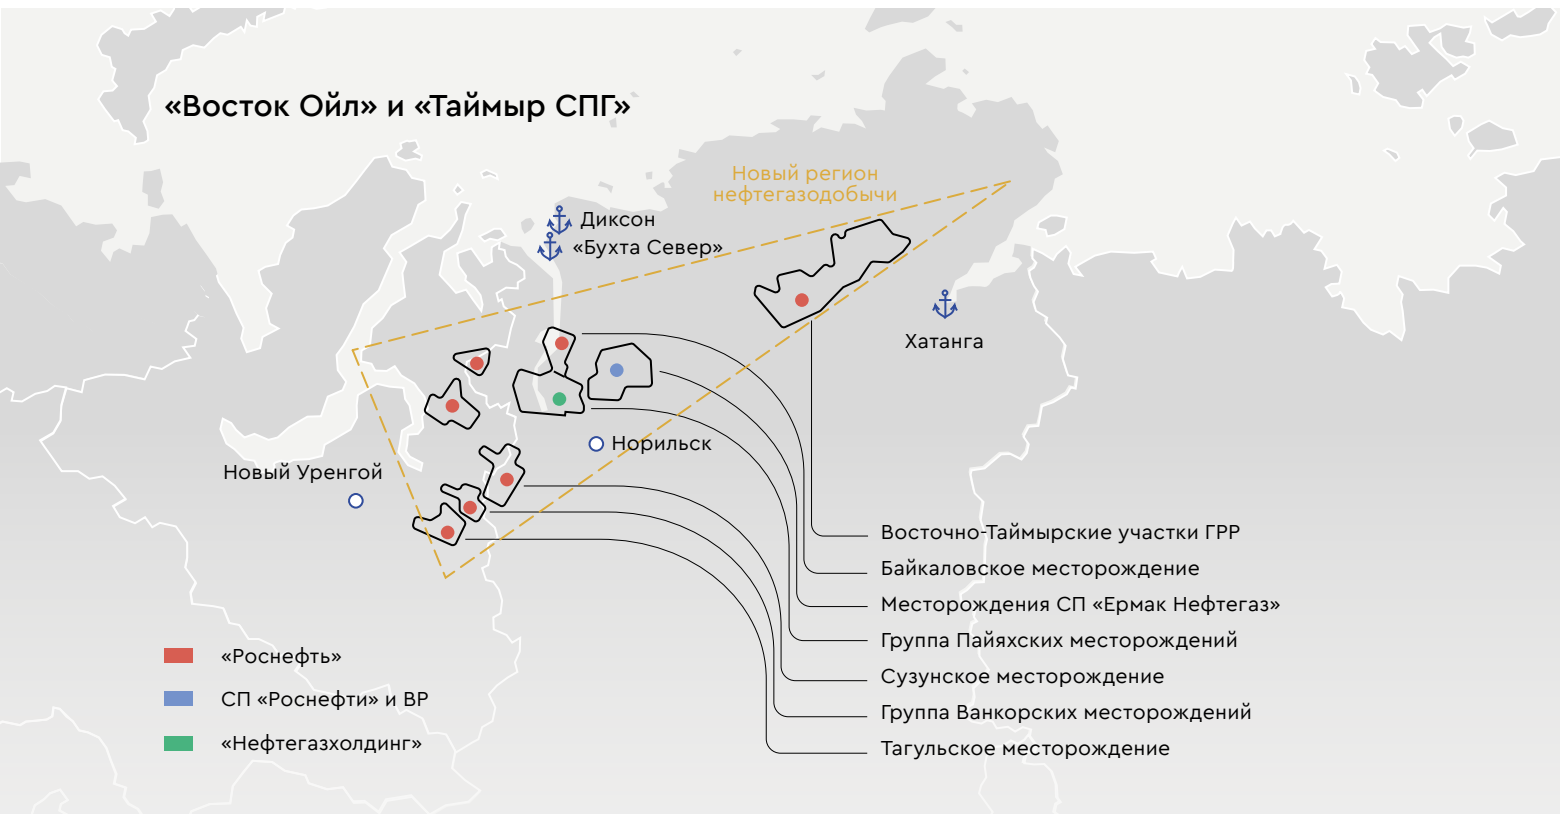 «Восток Ойл» и «Таймыр СПГ»
Новый регион
нефтегазодобычи
Диксон
«Бухта Север»
Хатанга
Норильск
Новый Уренгой
Восточно-Таймырские участки ГРР
Байкаловское месторождение
Месторождения СП «Ермак Нефтегаз»
Группа Пайяхских месторождений
Сузунское месторождение
Группа Ванкорских месторождений
Тагульское месторождение
«Роснефть»
СП «Роснефти» и BP
«Нефтегазхолдинг»